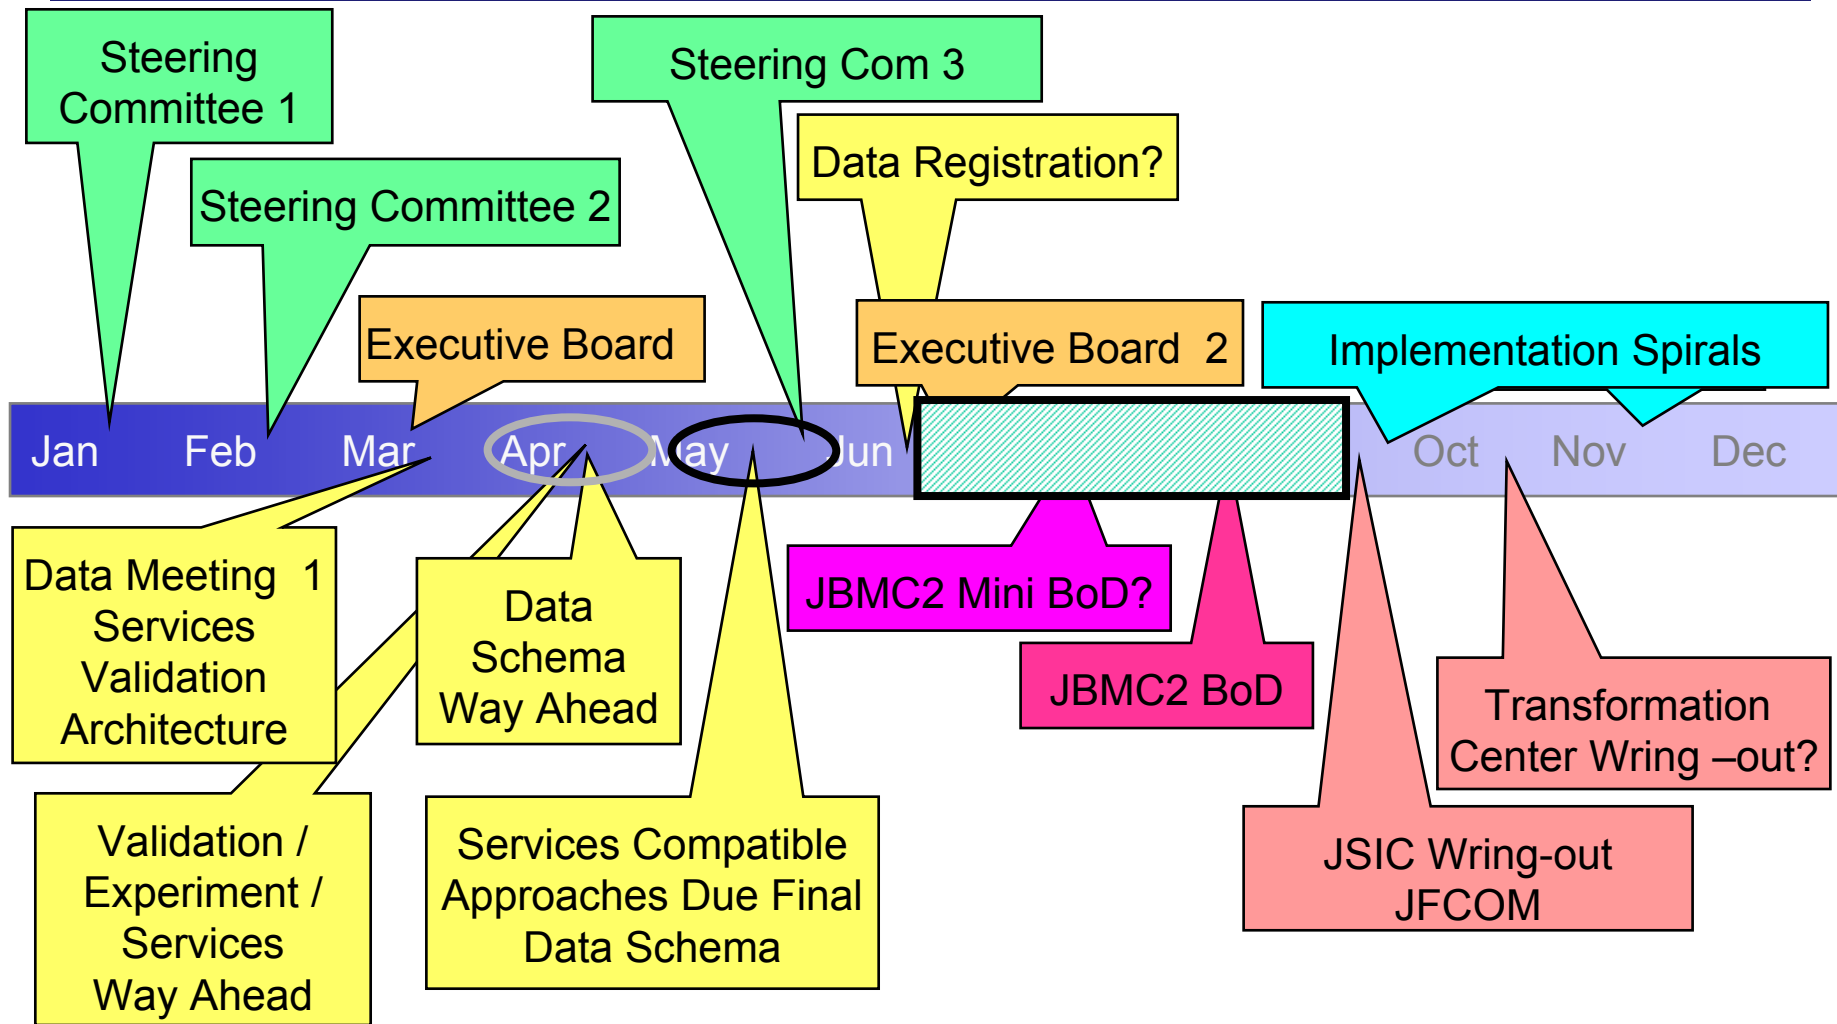 Steering
Committee 1
Steering Com 3
Data Registration?
Steering Committee 2
Executive Board
Executive Board 2
Implementation Spirals
Jan Feb Mar Apr May Jun Oct Nov Dec
Data Meeting 1
Services
Validation
Architecture
Data
Schema
Way Ahead
JBMC2 Mini BoD?
JBMC2 BoD
Transformation
Center Wring –out?
Validation /
Experiment /
Services
Way Ahead
Services Compatible
Approaches Due Final
Data Schema
JSIC Wring-out
JFCOM